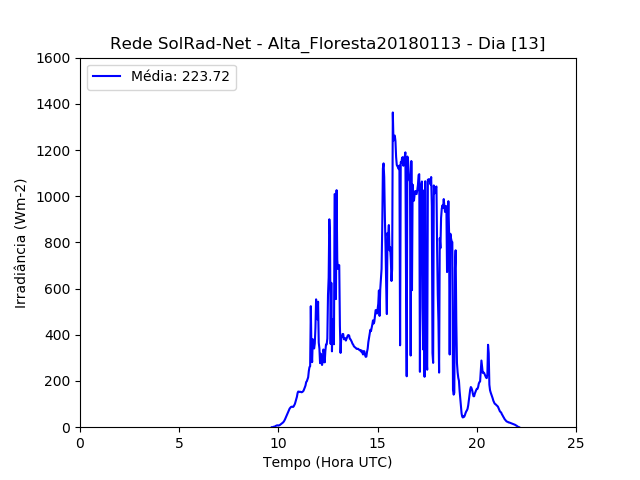 Rede SolRad-Net - Alta_Floresta20180113 - Dia [13]
Média: 223.72
1600
1400
1200
1000
800
600
400
200
0
Irradiância (Wm-2)
0 5 10 15 20 25
Tempo (Hora UTC)